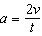 a = 2v/t